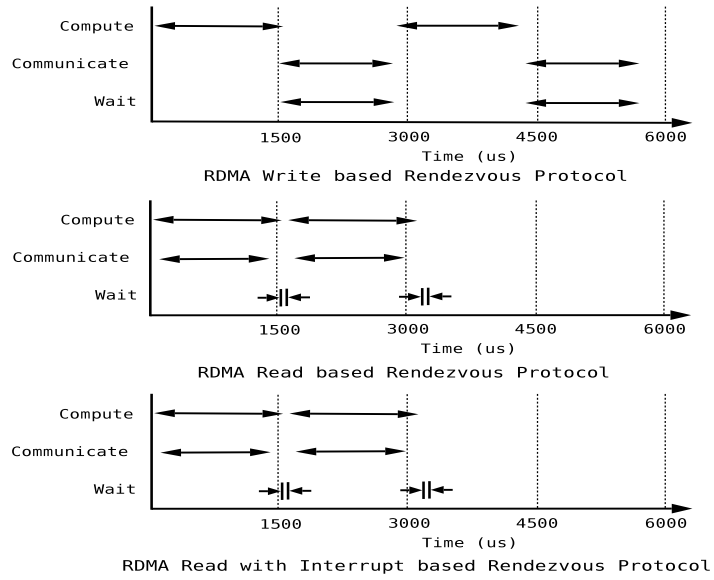 Compute
Communicate
Wait
1500 3000 4500 6000
Time (us)
RDMA Write based Rendezvous Protocol
Compute
Communicate
Wait
1500 3000 4500 6000
Time (us)
RDMA Read based Rendezvous Protocol
Compute
Communicate
Wait
1500 3000 4500 6000
Time (us)
RDMA Read with Interrupt based Rendezvous Protocol